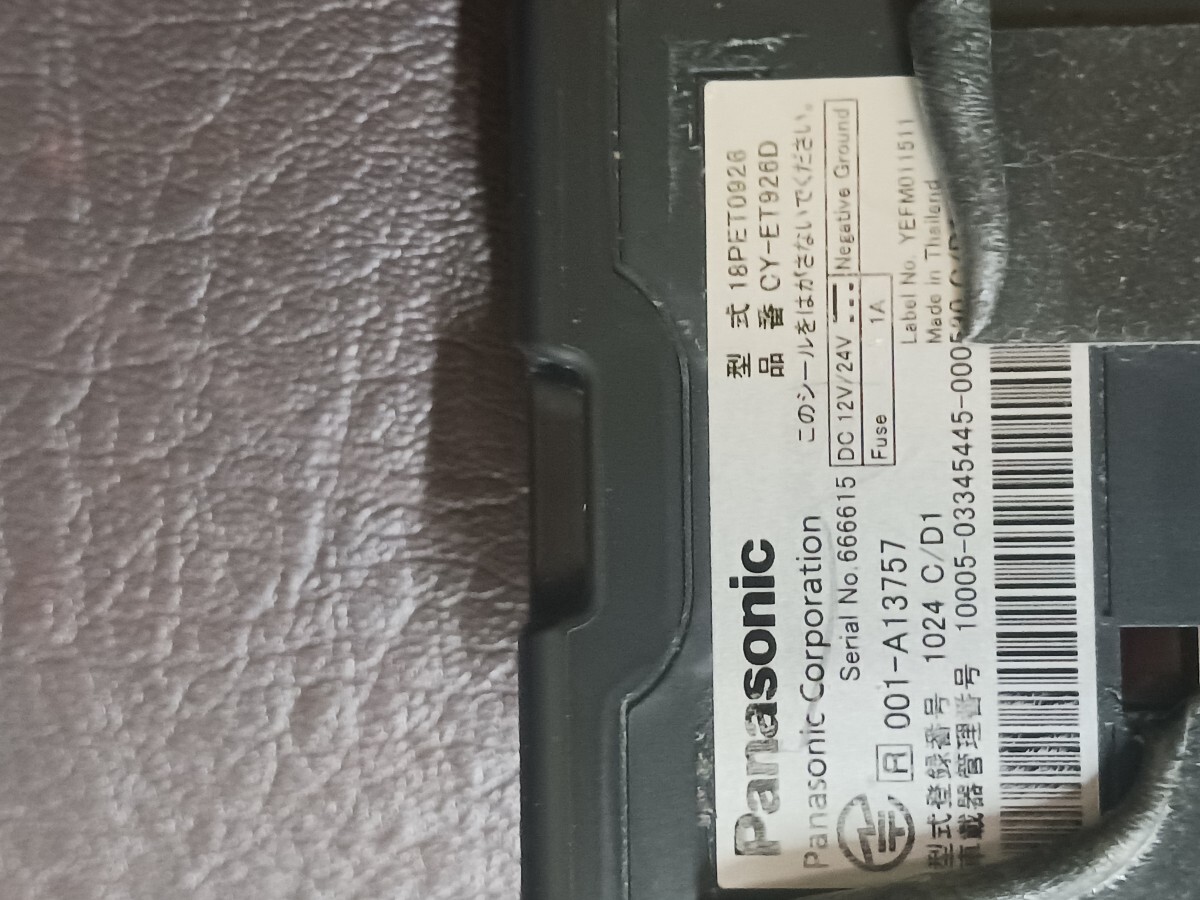 Panasonic
Panasonic Corporation
型 式 18PET0926
品 番 CY-ET926D
このシールをはがさないでください。
Serial No. 666615
DC 12V/24V Negative Ground
Fuse 1A
R 001-A13757
Label No. YEFM011511
Made in Thailand
型式登録番号 1024 C/D1
車載器管理番号 10005-03345445-000